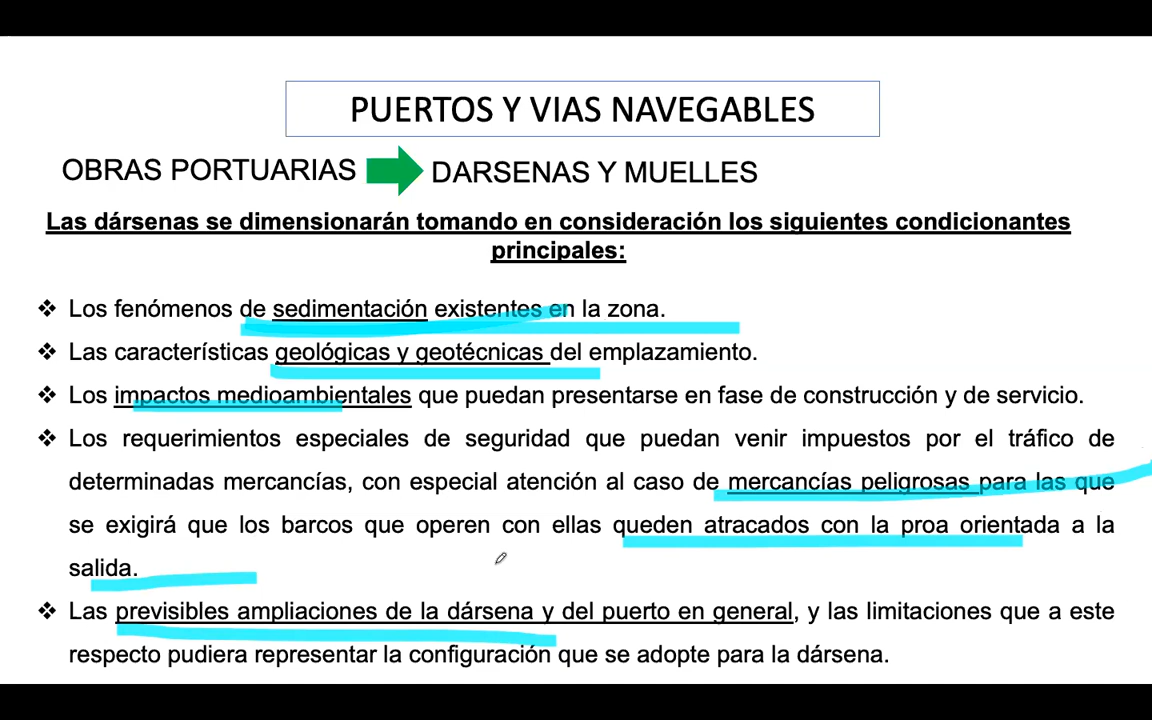 PUERTOS Y VIAS NAVEGABLES
OBRAS PORTUARIAS
DARSENAS Y MUELLES
Las dársenas se dimensionarán tomando en consideración los siguientes condicionantes
principales:
❖ Los fenómenos de sedimentación existentes en la zona.
❖ Las características geológicas y geotécnicas del emplazamiento.
❖ Los impactos medioambientales que puedan presentarse en fase de construcción y de servicio.
❖ Los requerimientos especiales de seguridad que puedan venir impuestos por el tráfico de
determinadas mercancías, con especial atención al caso de mercancías peligrosas para las que
se exigirá que los barcos que operen con ellas queden atracados con la proa orientada a la
salida.
❖ Las previsibles ampliaciones de la dársena y del puerto en general, y las limitaciones que a este
respecto pudiera representar la configuración que se adopte para la dársena.